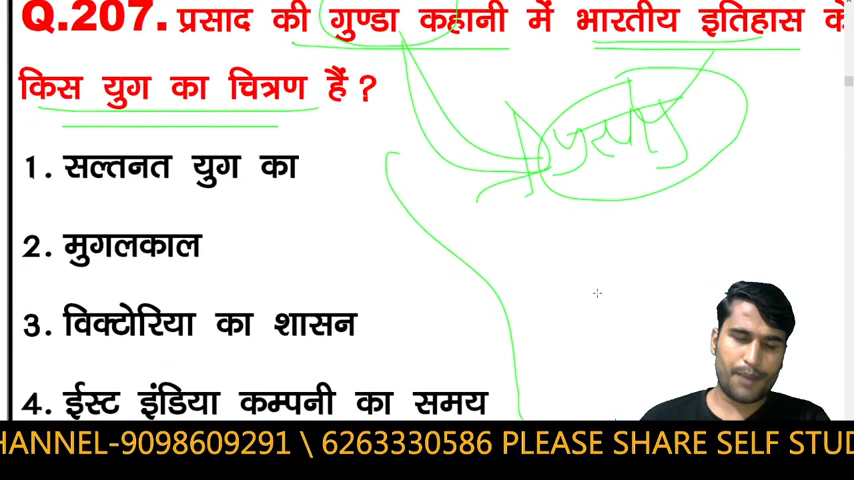 Q.207. प्रसाद की गुण्डा कहानी में भारतीय इतिहास के
किस युग का चित्रण हैं ?
प्रसाद
1. सल्तनत युग का
2. मुगलकाल
3. विक्टोरिया का शासन
4. ईस्ट इंडिया कम्पनी का समय
HANNEL-9098609291 \ 6263330586 PLEASE SHARE SELF STUD